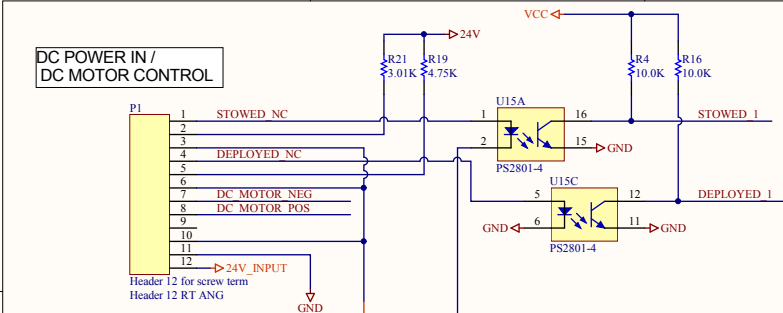 DC POWER IN /
DC MOTOR CONTROL
24V
VCC
R21
3.01K
R19
4.75K
R4
10.0K
R16
10.0K
P1
1
2
3
4
5
6
7
8
9
10
11
12
STOWED_NC
DEPLOYED_NC
DC_MOTOR_NEG
DC_MOTOR_POS
24V_INPUT
GND
Header 12 for screw term
Header 12 RT ANG
U15A
1
2
16
15
GND
PS2801-4
STOWED_1
U15C
5
6
12
11
GND
GND
PS2801-4
DEPLOYED_1